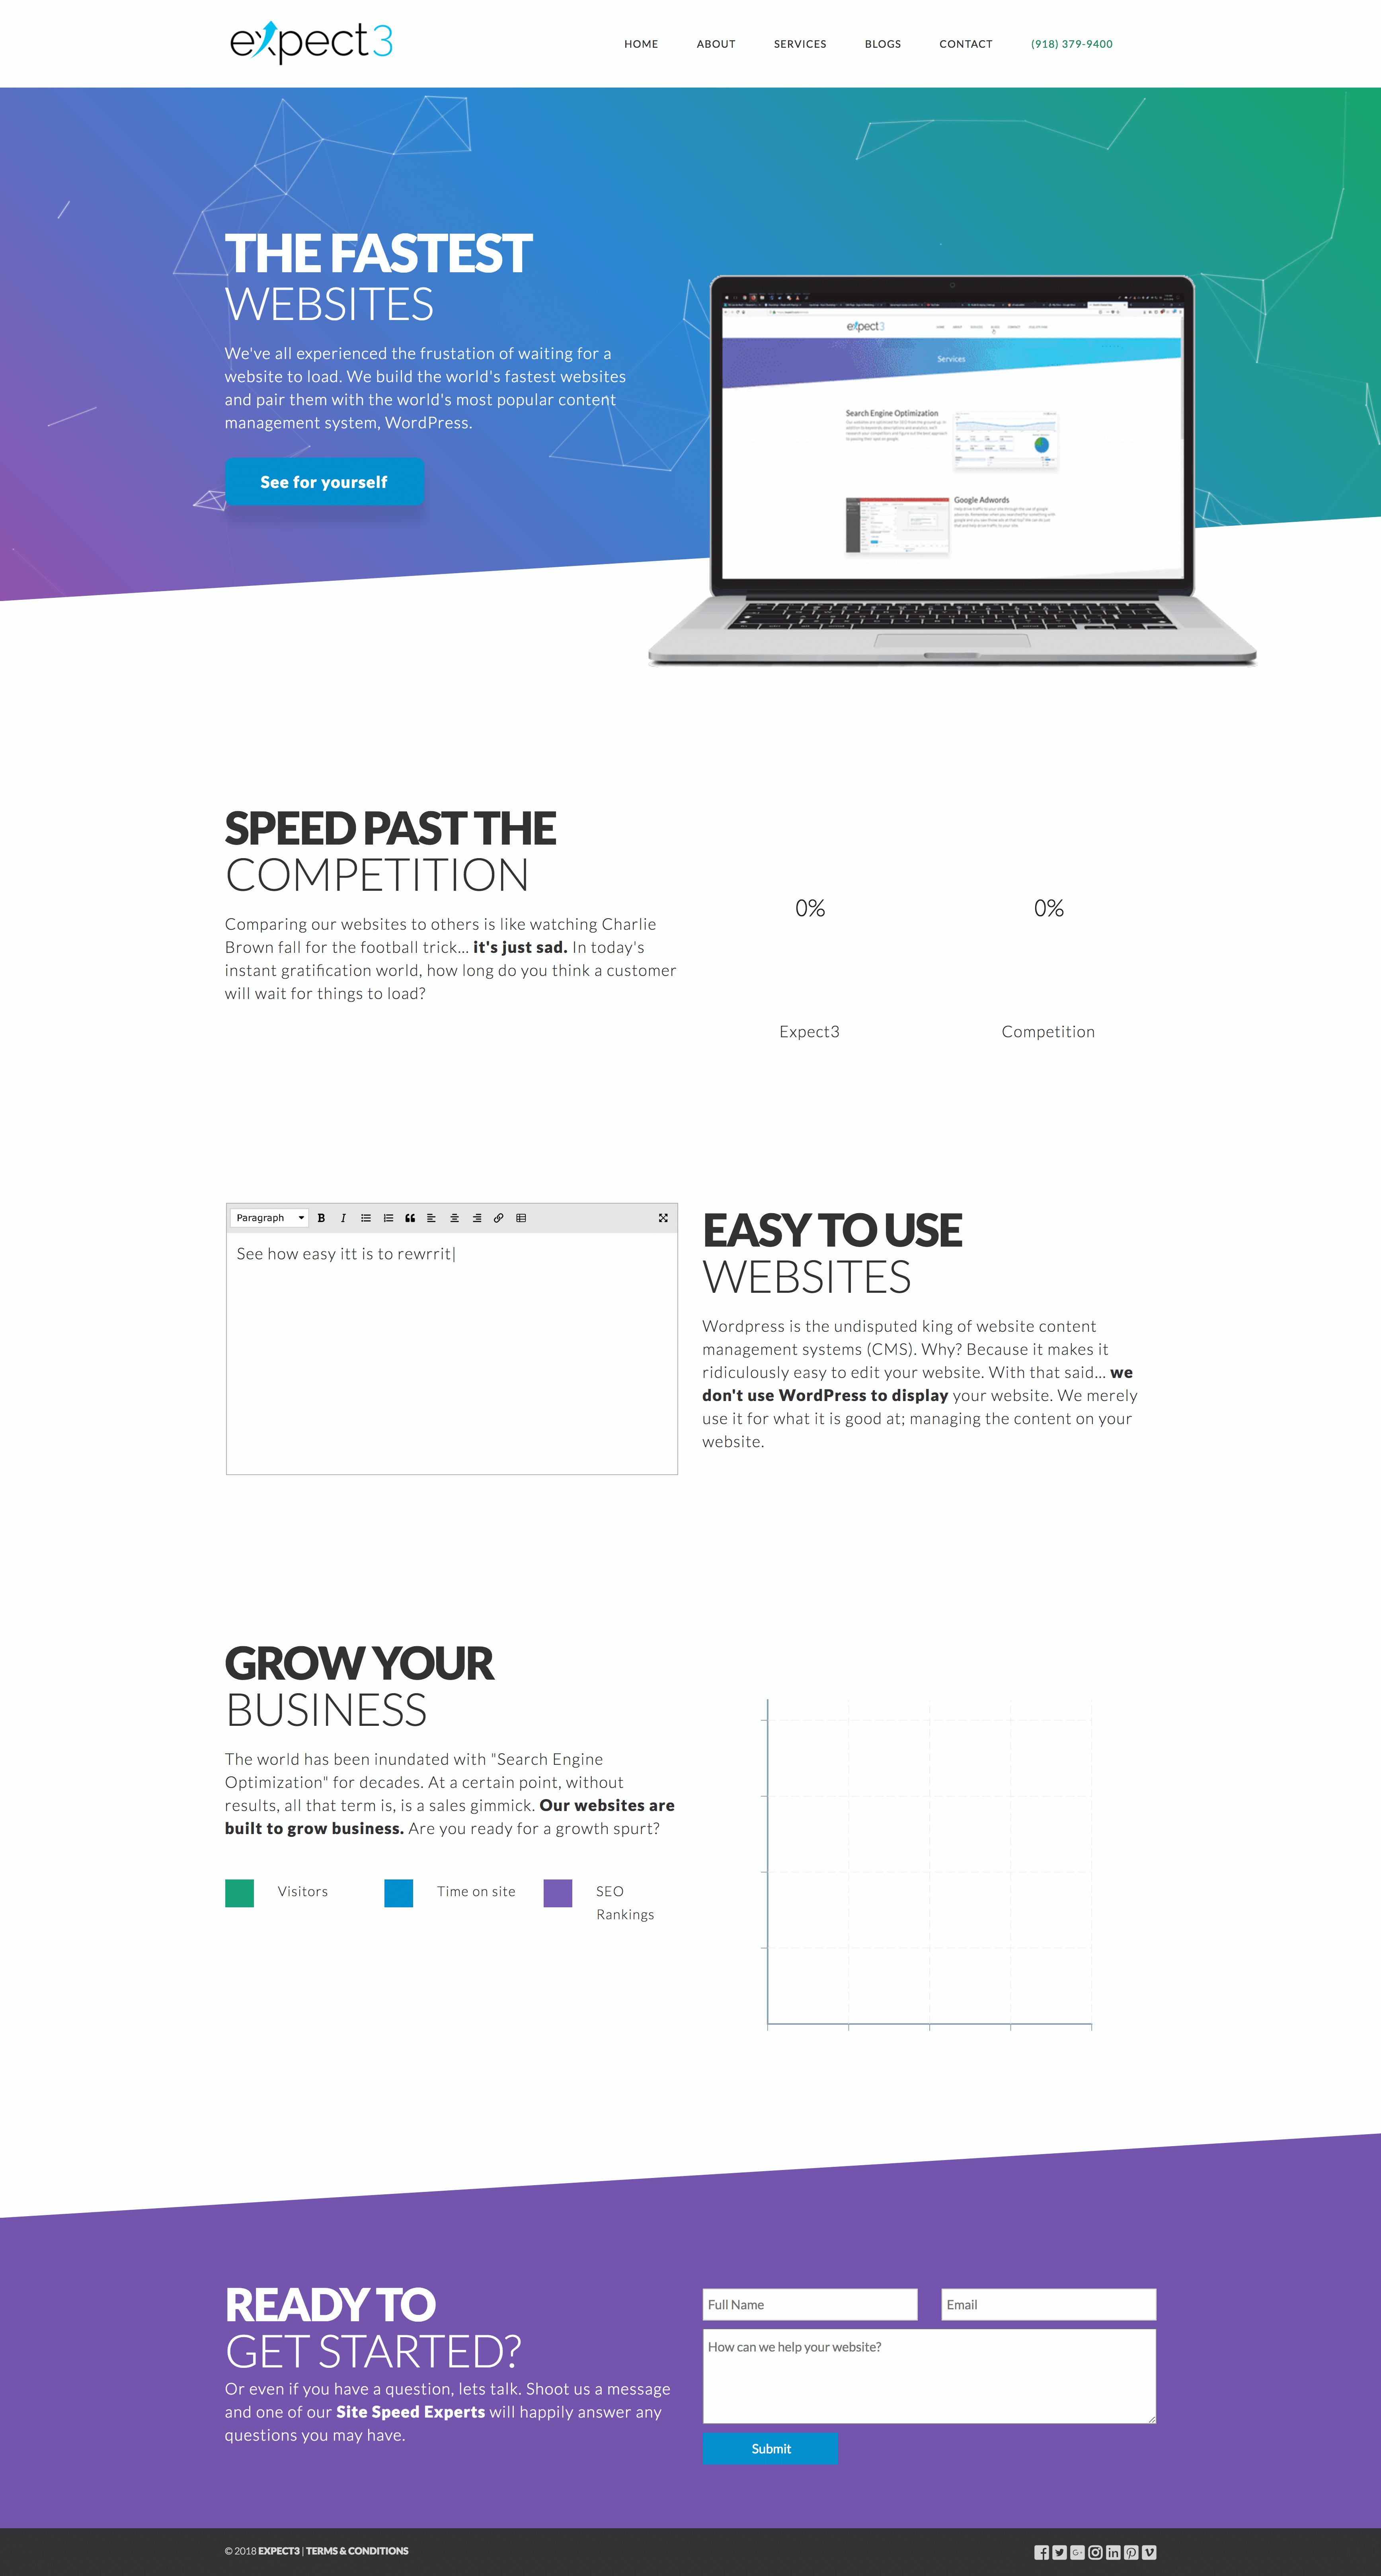 expect3
HOME ABOUT SERVICES BLOGS CONTACT (918) 379-9400
THE FASTEST
WEBSITES
We've all experienced the frustation of waiting for a
website to load. We build the world's fastest websites
and pair them with the world's most popular content
management system, WordPress.
See for yourself
expect3
Services
Search Engine Optimization
Google Adwords
SPEED PAST THE
COMPETITION
Comparing our websites to others is like watching Charlie
Brown fall for the football trick... it's just sad. In today's
instant gratification world, how long do you think a customer
will wait for things to load?
0% 0%
Expect3 Competition
Paragraph
See how easy itt is to rewrrit|
EASY TO USE
WEBSITES
Wordpress is the undisputed king of website content
management systems (CMS). Why? Because it makes it
ridiculously easy to edit your website. With that said... we
don't use WordPress to display your website. We merely
use it for what it is good at; managing the content on your
website.
GROW YOUR
BUSINESS
The world has been inundated with "Search Engine
Optimization" for decades. At a certain point, without
results, all that term is, is a sales gimmick. Our websites are
built to grow business. Are you ready for a growth spurt?
Visitors Time on site SEO
Rankings
READY TO
GET STARTED?
Or even if you have a question, lets talk. Shoot us a message
and one of our Site Speed Experts will happily answer any
questions you may have.
Full Name Email
How can we help your website?
Submit
© 2018 EXPECT3 | TERMS & CONDITIONS